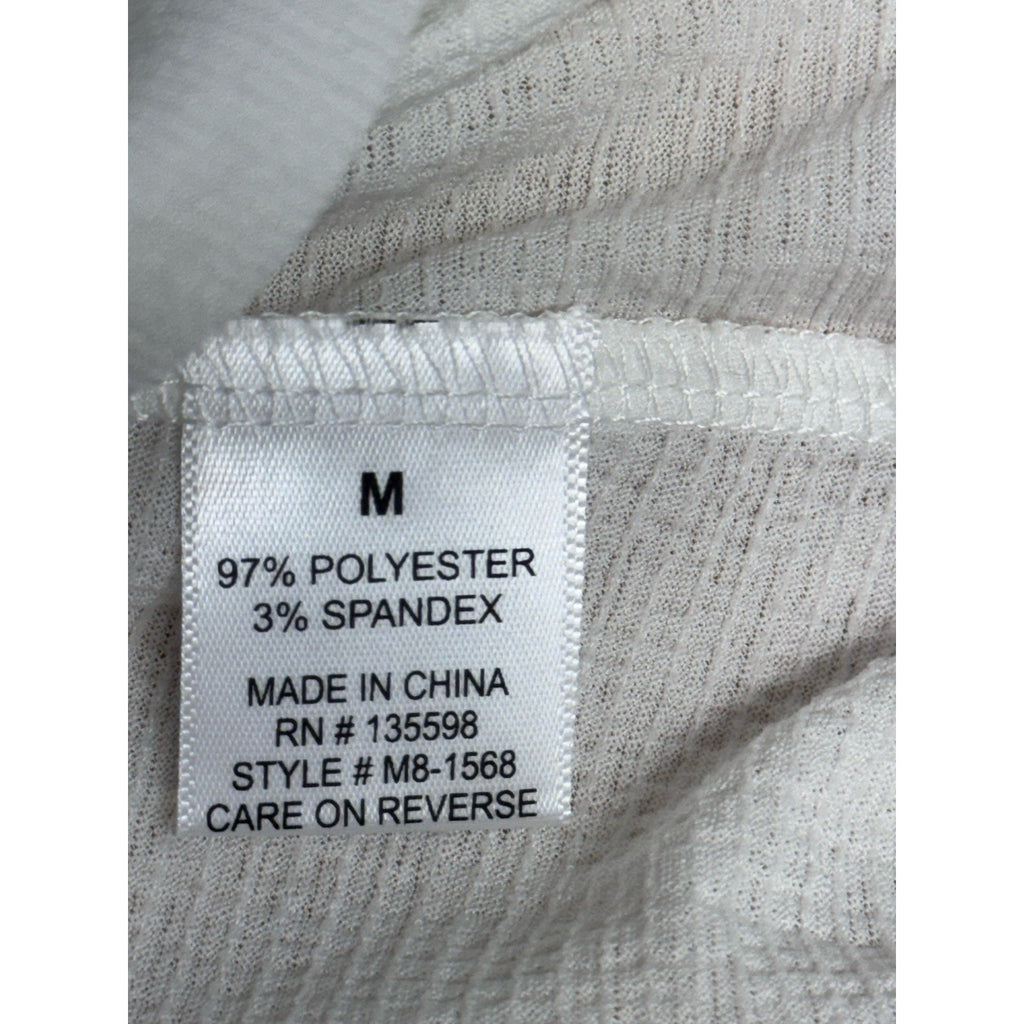 M
97% POLYESTER
3% SPANDEX
MADE IN CHINA
RN # 135598
STYLE # M8-1568
CARE ON REVERSE